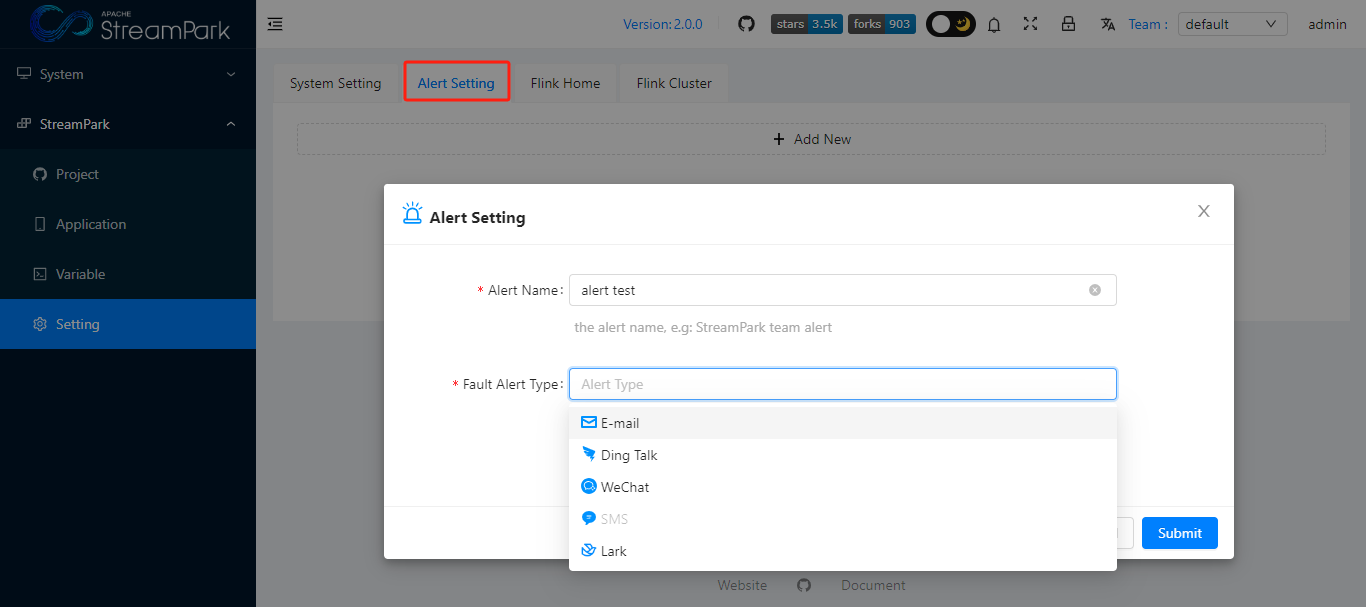 APACHE
StreamPark
Version:2.0.0
stars 3.5k
forks 903
Team :
default
admin
System
StreamPark
Project
Application
Variable
Setting
System Setting
Alert Setting
Flink Home
Flink Cluster
Add New
Alert Setting
* Alert Name:
alert test
the alert name, e.g: StreamPark team alert
* Fault Alert Type:
Alert Type
E-mail
Ding Talk
WeChat
SMS
Lark
Submit
Website
Document